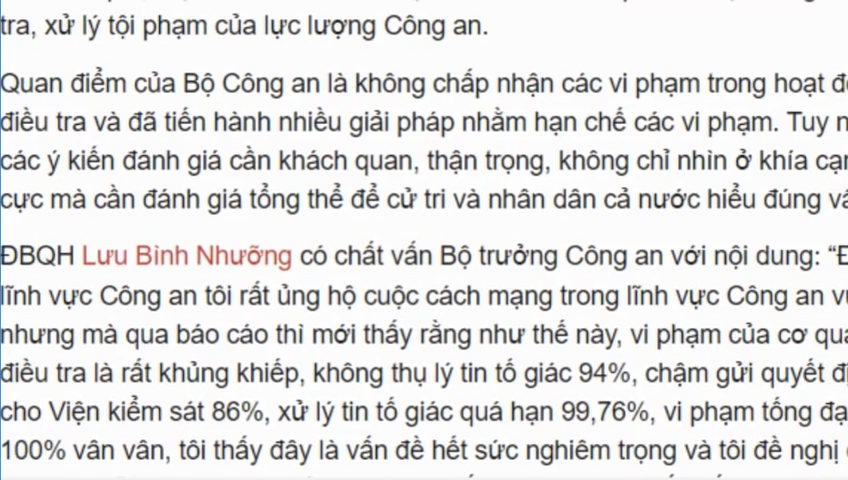 tra, xử lý tội phạm của lực lượng Công an.
Quan điểm của Bộ Công an là không chấp nhận các vi phạm trong hoạt
điều tra và đã tiến hành nhiều giải pháp nhằm hạn chế các vi phạm. Tuy
các ý kiến đánh giá cần khách quan, thận trọng, không chỉ nhìn ở khía
cực mà cần đánh giá tổng thể để cử tri và nhân dân cả nước hiểu đúng
ĐBQH Lưu Bình Nhưỡng có chất vấn Bộ trưởng Công an với nội dung: “
lĩnh vực Công an tôi rất ủng hộ cuộc cách mạng trong lĩnh vực Công an
nhưng mà qua báo cáo thì mới thấy rằng như thế này, vi phạm của cơ
điều tra là rất khủng khiếp, không thụ lý tin tố giác 94%, chậm gửi quyết
cho Viện kiểm sát 86%, xử lý tin tố giác quá hạn 99,76%, vi phạm tống
100% vân vân, tôi thấy đây là vấn đề hết sức nghiêm trọng và tôi đề nghị